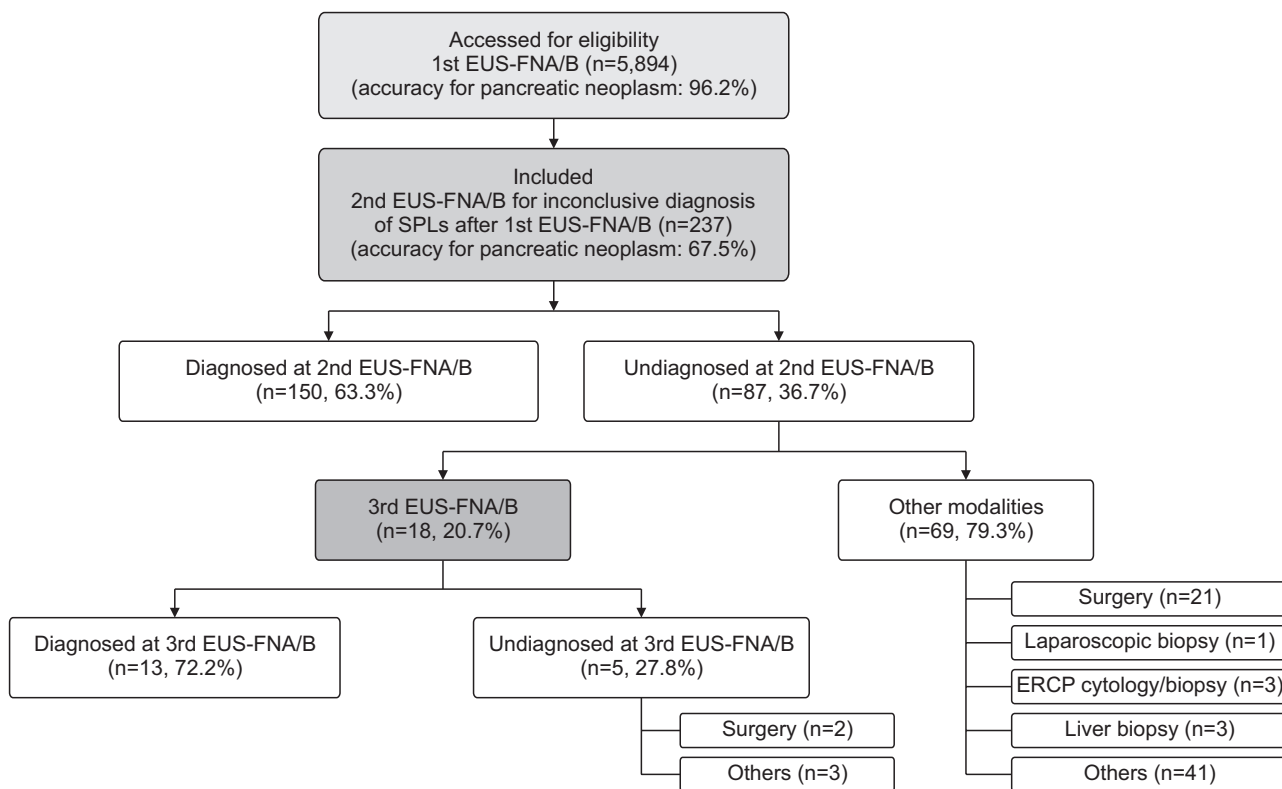 Accessed for eligibility
1st EUS-FNA/B (n=5,894)
(accuracy for pancreatic neoplasm: 96.2%)
Included
2nd EUS-FNA/B for inconclusive diagnosis
of SPLs after 1st EUS-FNA/B (n=237)
(accuracy for pancreatic neoplasm: 67.5%)
Diagnosed at 2nd EUS-FNA/B
(n=150, 63.3%)
Undiagnosed at 2nd EUS-FNA/B
(n=87, 36.7%)
3rd EUS-FNA/B
(n=18, 20.7%)
Other modalities
(n=69, 79.3%)
Diagnosed at 3rd EUS-FNA/B
(n=13, 72.2%)
Undiagnosed at 3rd EUS-FNA/B
(n=5, 27.8%)
Surgery (n=2)
Others (n=3)
Surgery (n=21)
Laparoscopic biopsy (n=1)
ERCP cytology/biopsy (n=3)
Liver biopsy (n=3)
Others (n=41)